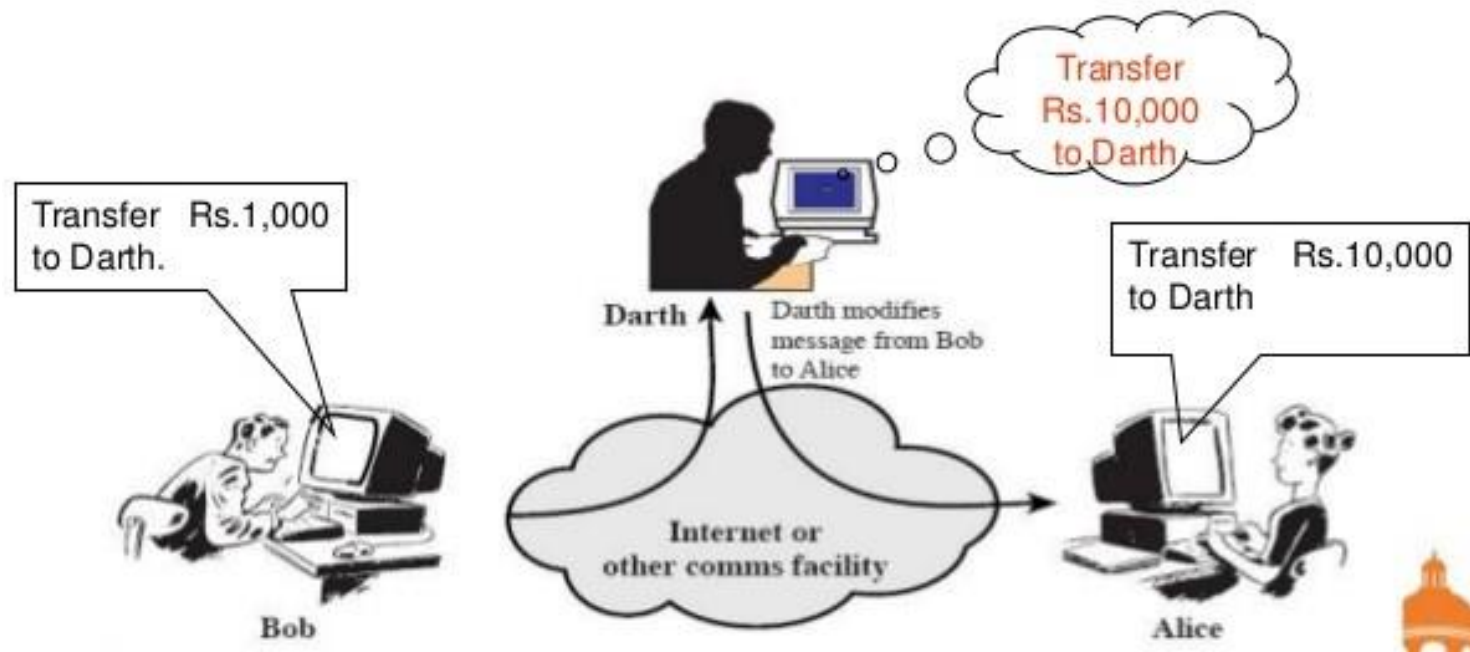 Transfer
Rs.10,000
to Darth
Transfer Rs.1,000
to Darth.
Transfer Rs.10,000
to Darth
Darth
Darth modifies
message from Bob
to Alice
Internet or
other comms facility
Bob
Alice